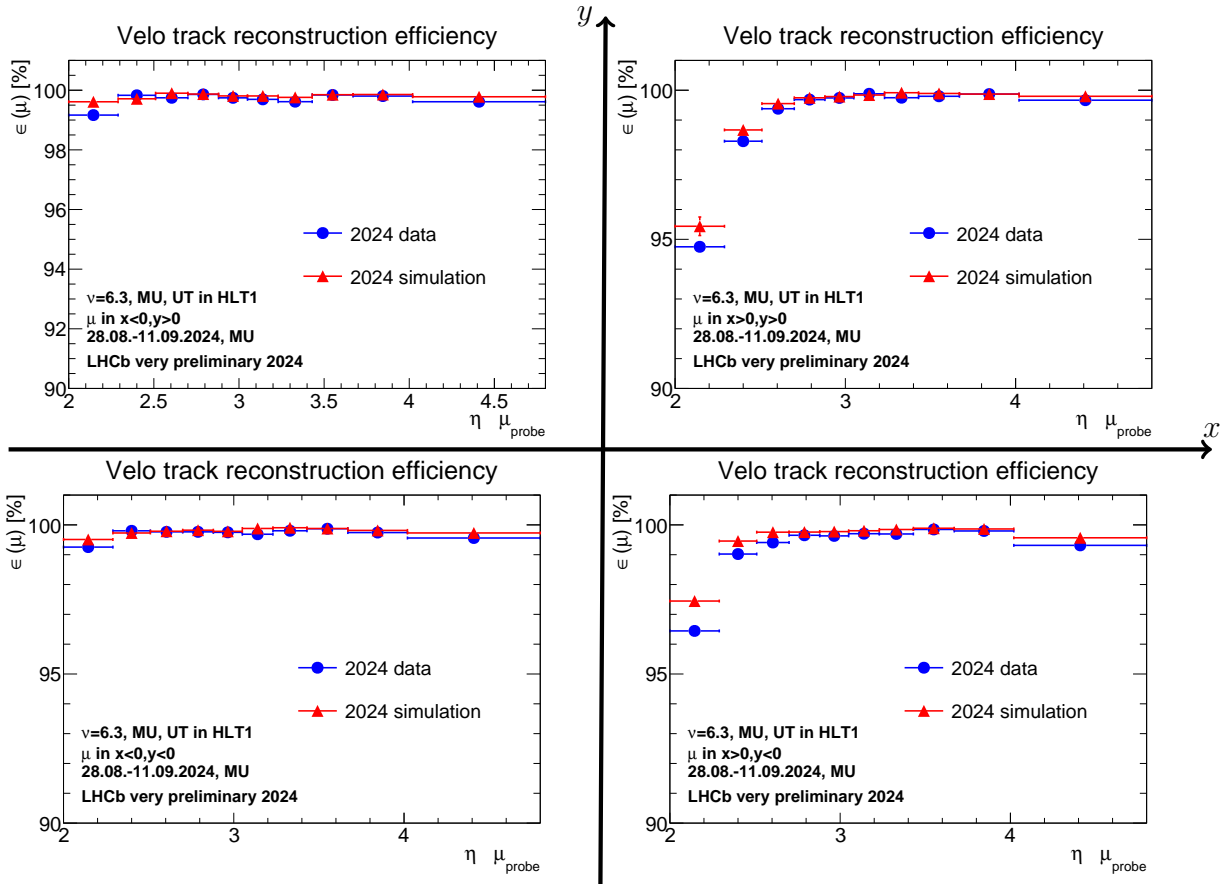 y
Velo track reconstruction efficiency
ϵ (μ) [%]
100
98
96
94
92
90
2024 data
2024 simulation
ν=6.3, MU, UT in HLT1
μ in x<0,y>0
28.08.-11.09.2024, MU
LHCb very preliminary 2024
2 2.5 3 3.5 4 4.5
η μprobe
Velo track reconstruction efficiency
ϵ (μ) [%]
100
95
90
2024 data
2024 simulation
ν=6.3, MU, UT in HLT1
μ in x>0,y>0
28.08.-11.09.2024, MU
LHCb very preliminary 2024
2 3 4
η μprobe
x
Velo track reconstruction efficiency
ϵ (μ) [%]
100
95
90
2024 data
2024 simulation
ν=6.3, MU, UT in HLT1
μ in x<0,y<0
28.08.-11.09.2024, MU
LHCb very preliminary 2024
2 3 4
η μprobe
Velo track reconstruction efficiency
ϵ (μ) [%]
100
95
90
2024 data
2024 simulation
ν=6.3, MU, UT in HLT1
μ in x>0,y<0
28.08.-11.09.2024, MU
LHCb very preliminary 2024
2 3 4
η μprobe